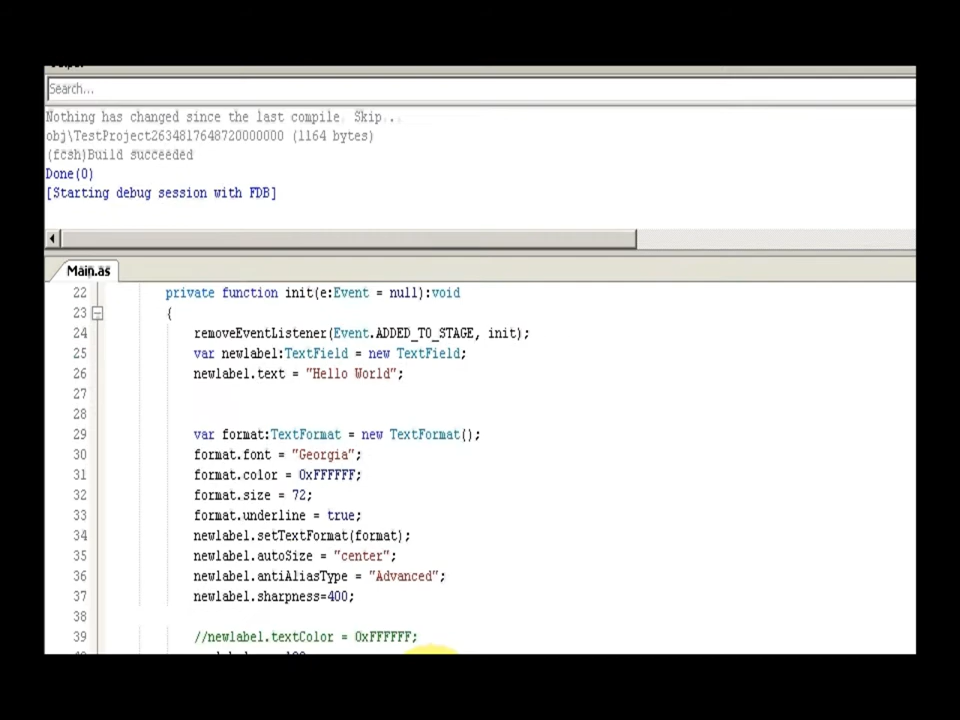 Search...
Nothing has changed since the last compile. Skip...
obj\TestProject2634817648720000000 (1164 bytes)
(fcsh)Build succeeded
Done(0)
[Starting debug session with FDB]
Main.as
22 private function init(e:Event = null):void
23 {
24 removeEventListener(Event.ADDED_TO_STAGE, init);
25 var newlabel:TextField = new TextField;
26 newlabel.text = "Hello World";
27
28
29 var format:TextFormat = new TextFormat();
30 format.font = "Georgia";
31 format.color = 0xFFFFFF;
32 format.size = 72;
33 format.underline = true;
34 newlabel.setTextFormat(format);
35 newlabel.autoSize = "center";
36 newlabel.antiAliasType = "Advanced";
37 newlabel.sharpness=400;
38
39 //newlabel.textColor = 0xFFFFFF;